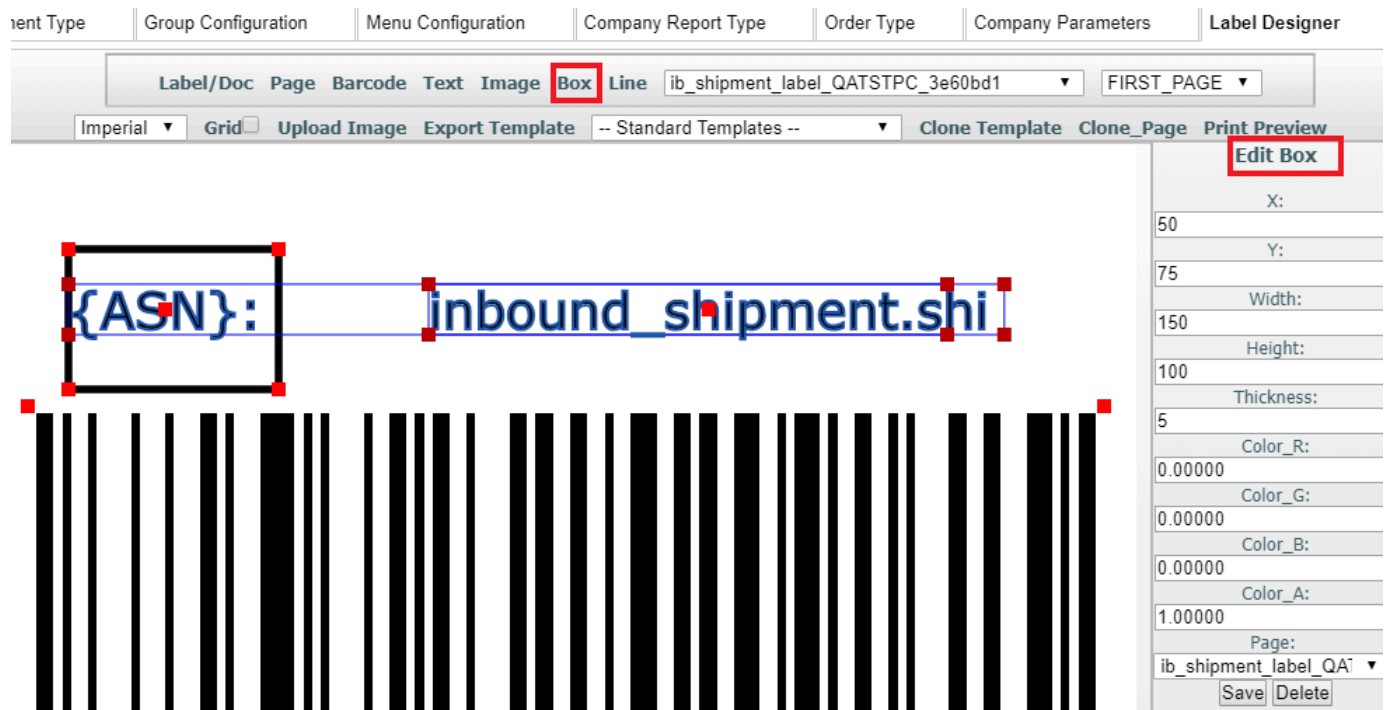 nent Type Group Configuration Menu Configuration Company Report Type Order Type Company Parameters Label Designer
Label/Doc Page Barcode Text Image Box Line ib_shipment_label_QATSTPC_3e60bd1 FIRST_PAGE
Imperial Grid Upload Image Export Template -- Standard Templates -- Clone Template Clone_Page Print Preview
Edit Box
X:
50
Y:
75
Width:
150
Height:
100
Thickness:
5
Color_R:
0.00000
Color_G:
0.00000
Color_B:
0.00000
Color_A:
1.00000
Page:
ib_shipment_label_QAT
Save Delete
{ASN}: inbound_shipment.shi